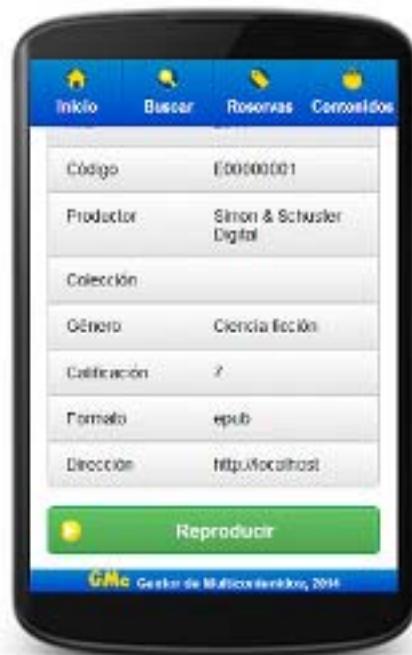 Inicio Buscar Reservas Contenidos
Código E00000001
Productor Simon & Schuster
Digital
Colección
Género Ciencia ficción
Calificación 7
Formato epub
Dirección http://localhost
Reproducir
GMc Gestor de Multicontenidos, 2014